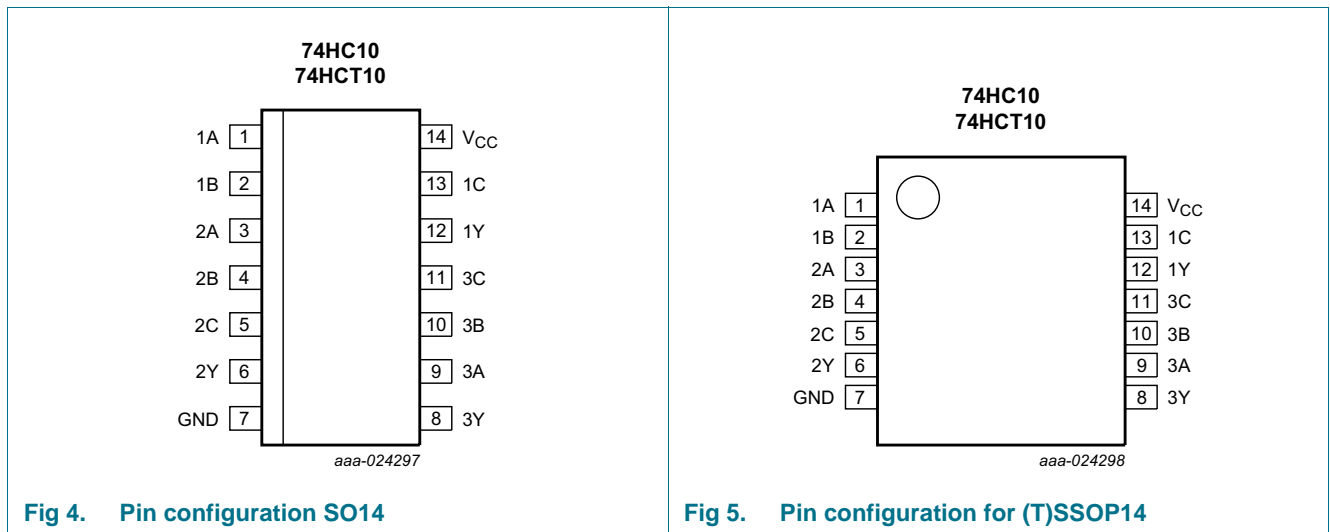 74HC10
74HCT10
1A 1 14 VCC
1B 2 13 1C
2A 3 12 1Y
2B 4 11 3C
2C 5 10 3B
2Y 6 9 3A
GND 7 8 3Y
aaa-024297
Fig 4. Pin configuration SO14
74HC10
74HCT10
1A 1 14 VCC
1B 2 13 1C
2A 3 12 1Y
2B 4 11 3C
2C 5 10 3B
2Y 6 9 3A
GND 7 8 3Y
aaa-024298
Fig 5. Pin configuration for (T)SSOP14